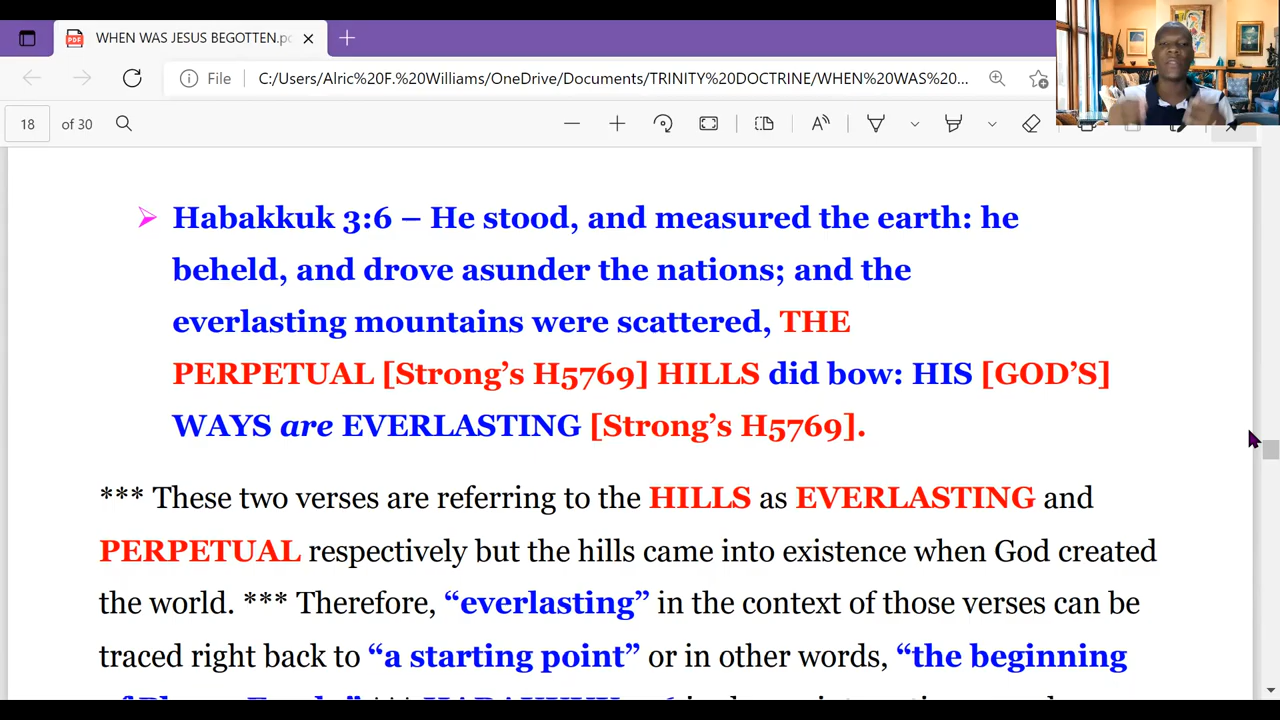 WHEN WAS JESUS BEGOTTEN.p
File
C:/Users/Alric%20F.%20Williams/OneDrive/Documents/TRINITY%20DOCTRINE/WHEN%20WAS%20...
18 of 30
➢ Habakkuk 3:6 – He stood, and measured the earth: he
beheld, and drove asunder the nations; and the
everlasting mountains were scattered, THE
PERPETUAL [Strong’s H5769] HILLS did bow: HIS [GOD’S]
WAYS are EVERLASTING [Strong’s H5769].
*** These two verses are referring to the HILLS as EVERLASTING and
PERPETUAL respectively but the hills came into existence when God created
the world. *** Therefore, “everlasting” in the context of those verses can be
traced right back to “a starting point” or in other words, “the beginning